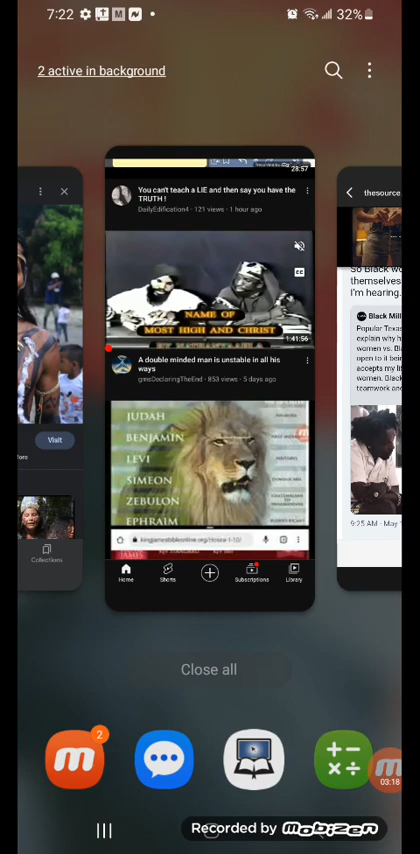 7:22
32%
2 active in background
28:57
You can't teach a LIE and then say you have the
TRUTH !
DailyEdification4 · 121 views · 1 hour ago
NAME OF
MOST HIGH AND CHRIST
1:41:56
A double minded man is unstable in all his
ways
gmsDeclaringTheEnd · 853 views · 5 days ago
JUDAH
BENJAMIN
LEVI
SIMEON
ZEBULON
EPHRAIM
kingjamesbibleonline.org/Hosea-1-10/
Home
Shorts
Subscriptions
Library
Visit
Collections
thesource.
So Black wo
themselves
I'm hearing.
Black Mill
Popular Texas
explain why h
women vs. Bl
open to it bein
accepts my lif
women. Black
teamwork and
9:25 AM · May 1
Close all
2
m
03:18
Recorded by mobizen